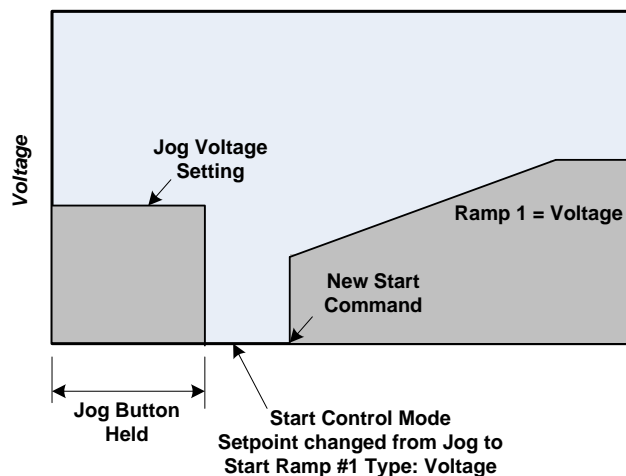 Voltage
Jog Voltage
Setting
Ramp 1 = Voltage
New Start
Command
Jog Button
Held
Start Control Mode
Setpoint changed from Jog to
Start Ramp #1 Type: Voltage